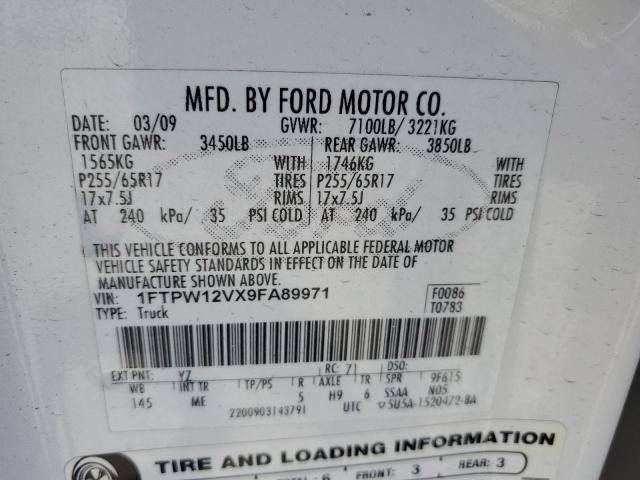 MFD. BY FORD MOTOR CO.
DATE: 03/09 GVWR: 7100LB/ 3221KG
FRONT GAWR: 3450LB REAR GAWR: 3850LB
1565KG WITH 1746KG WITH
P255/65R17 TIRES P255/65R17 TIRES
17x7.5J RIMS 17x7.5J RIMS
AT 240 kPa/ 35 PSI COLD AT 240 kPa/ 35 PSI COLD
THIS VEHICLE CONFORMS TO ALL APPLICABLE FEDERAL MOTOR
VEHICLE SAFETY STANDARDS IN EFFECT ON THE DATE OF
MANUFACTURE SHOWN ABOVE.
VIN: 1FTPW12VX9FA89971 F0086
TYPE: Truck T0783
EXT PNT: YZ RC: 71 DSO:
WB INT TR TP/PS R AXLE TR SPR 9F615
145 ME 5 H9 6 SSAA N05
2200903143791 UTC 5U5A-1520472-BA
TIRE AND LOADING INFORMATION
FRONT: 3 REAR: 3